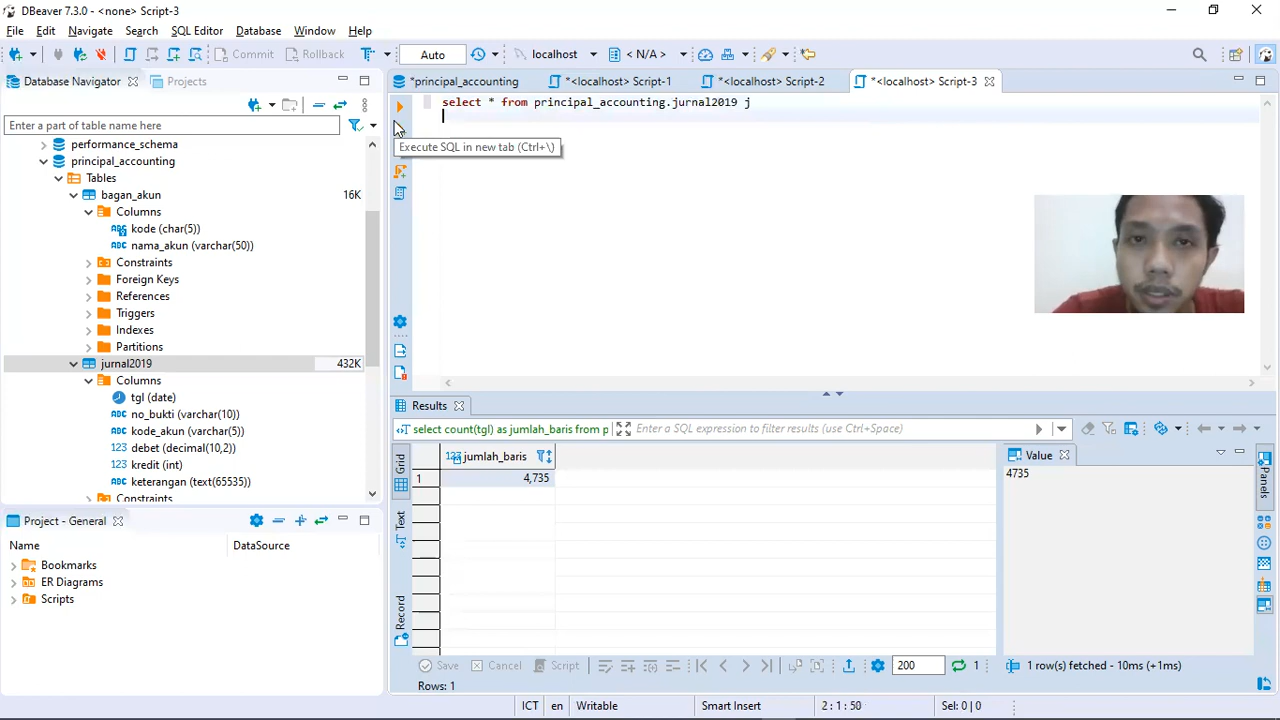 DBeaver 7.3.0 - <none> Script-3
File Edit Navigate Search SQL Editor Database Window Help
Commit Rollback Auto localhost < N/A >
Database Navigator Projects
*principal_accounting *<localhost> Script-1 *<localhost> Script-2 *<localhost> Script-3
Enter a part of table name here
performance_schema
principal_accounting
Tables
bagan_akun 16K
Columns
kode (char(5))
nama_akun (varchar(50))
Constraints
Foreign Keys
References
Triggers
Indexes
Partitions
jurnal2019 432K
Columns
tgl (date)
no_bukti (varchar(10))
kode_akun (varchar(5))
debet (decimal(10,2))
kredit (int)
keterangan (text(65535))
Constraints
Project - General
Name DataSource
Bookmarks
ER Diagrams
Scripts
select * from principal_accounting.jurnal2019 j
Execute SQL in new tab (Ctrl+\)
Results
select count(tgl) as jumlah_baris from p Enter a SQL expression to filter results (use Ctrl+Space)
Grid
Text
Record
123 jumlah_baris
1 4,735
Value
4735
Panels
Save Cancel Script 200 1 1 row(s) fetched - 10ms (+1ms)
Rows: 1
ICT en Writable Smart Insert 2 : 1 : 50 Sel: 0 | 0